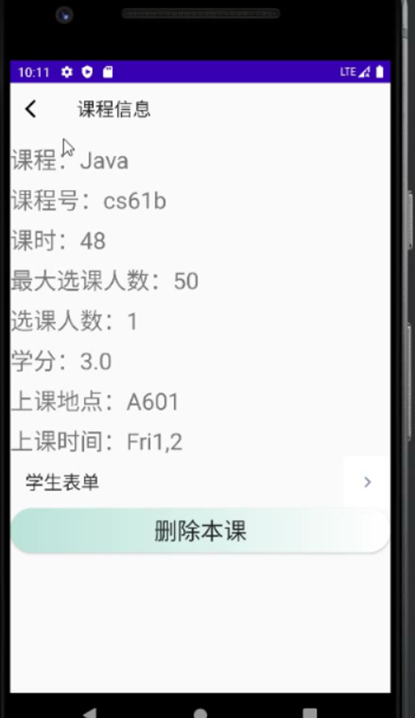 10:11 LTE
课程信息
课程：Java
课程号：cs61b
课时：48
最大选课人数：50
选课人数：1
学分：3.0
上课地点：A601
上课时间：Fri1,2
学生表单
删除本课